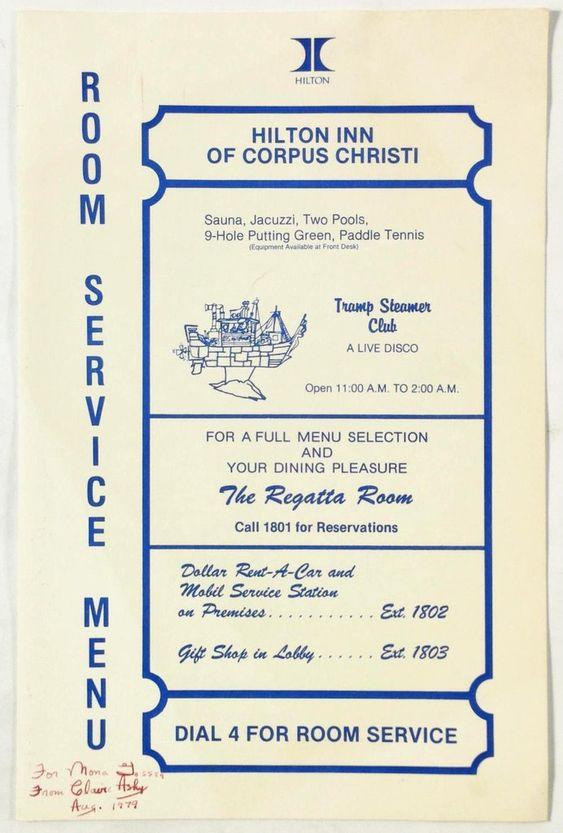 HILTON
ROOM SERVICE MENU
HILTON INN
OF CORPUS CHRISTI
Sauna, Jacuzzi, Two Pools,
9-Hole Putting Green, Paddle Tennis
(Equipment Available at Front Desk)
Tramp Steamer
Club
A LIVE DISCO
Open 11:00 A.M. TO 2:00 A.M.
FOR A FULL MENU SELECTION
AND
YOUR DINING PLEASURE
The Regatta Room
Call 1801 for Reservations
Dollar Rent-A-Car and
Mobil Service Station
on Premises........... Ext. 1802
Gift Shop in Lobby...... Ext. 1803
DIAL 4 FOR ROOM SERVICE
For Mona
From Claire Ashy
Aug. 1979